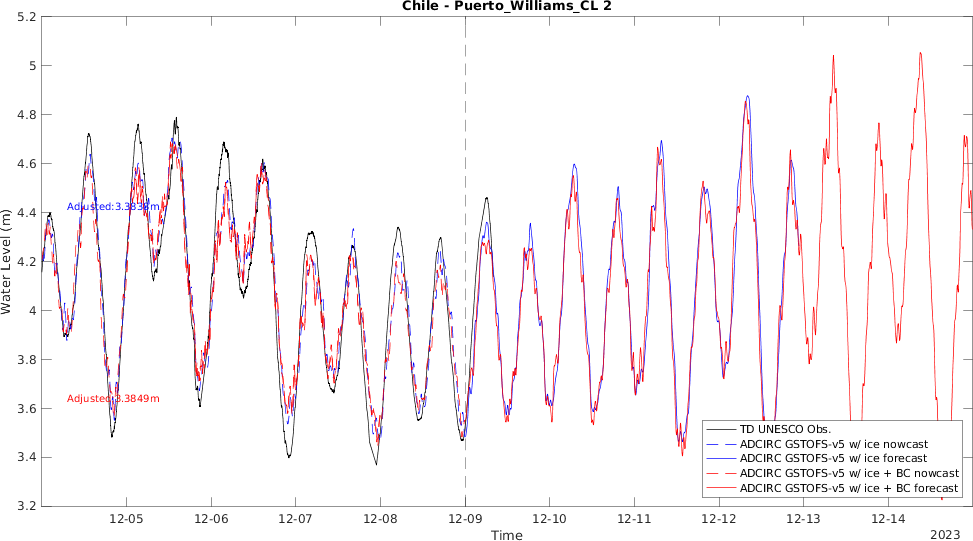 Chile - Puerto_Williams_CL 2
5.2
5
4.8
4.6
4.4
4.2
4
3.8
3.6
3.4
3.2
Water Level (m)
Adjusted:3.3838m
Adjusted:3.3849m
TD UNESCO Obs.
ADCIRC GSTOFS-v5 w/ ice nowcast
ADCIRC GSTOFS-v5 w/ ice forecast
ADCIRC GSTOFS-v5 w/ ice + BC nowcast
ADCIRC GSTOFS-v5 w/ ice + BC forecast
12-05 12-06 12-07 12-08 12-09 12-10 12-11 12-12 12-13 12-14
Time
2023